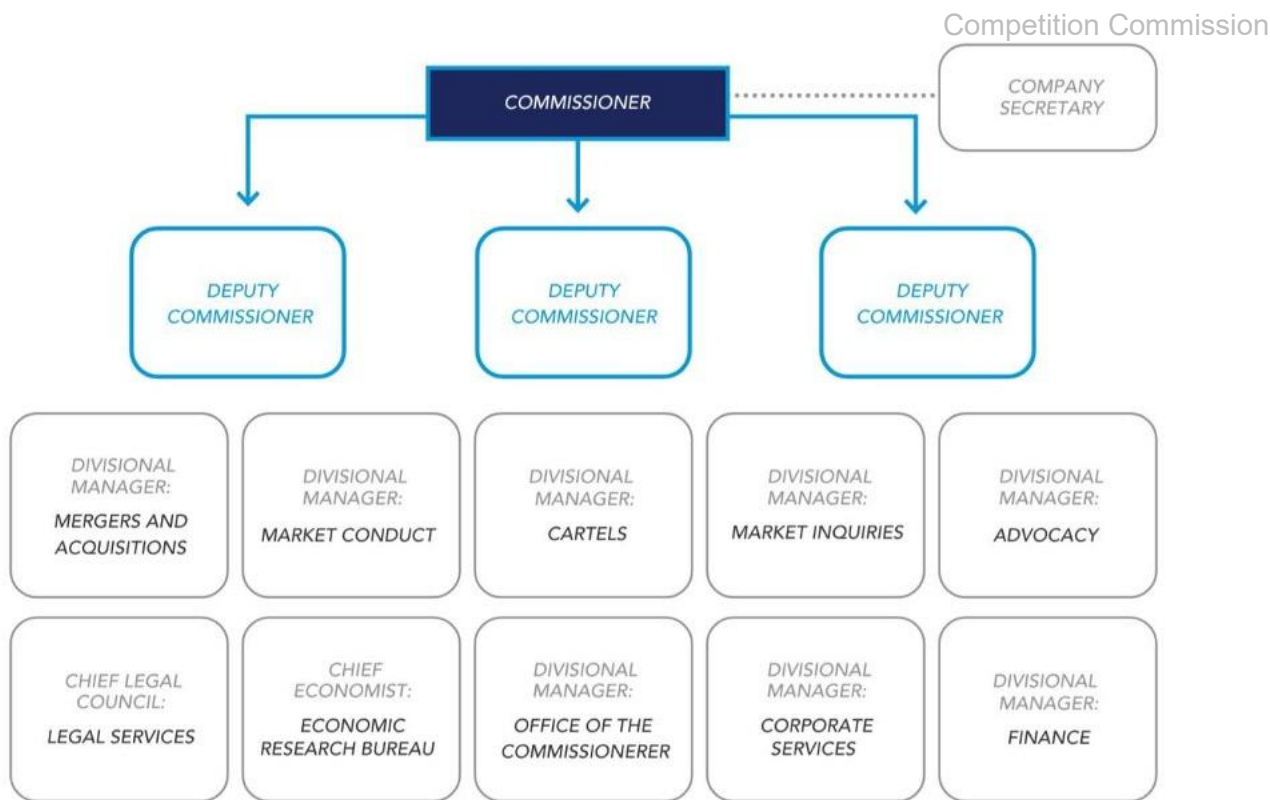 Competition Commission
COMMISSIONER
COMPANY
SECRETARY
DEPUTY
COMMISSIONER
DEPUTY
COMMISSIONER
DEPUTY
COMMISSIONER
DIVISIONAL
MANAGER:
MERGERS AND
ACQUISITIONS
DIVISIONAL
MANAGER:
MARKET CONDUCT
DIVISIONAL
MANAGER:
CARTELS
DIVISIONAL
MANAGER:
MARKET INQUIRIES
DIVISIONAL
MANAGER:
ADVOCACY
CHIEF LEGAL
COUNCIL:
LEGAL SERVICES
CHIEF
ECONOMIST:
ECONOMIC
RESEARCH BUREAU
DIVISIONAL
MANAGER:
OFFICE OF THE
COMMISSIONERER
DIVISIONAL
MANAGER:
CORPORATE
SERVICES
DIVISIONAL
MANAGER:
FINANCE